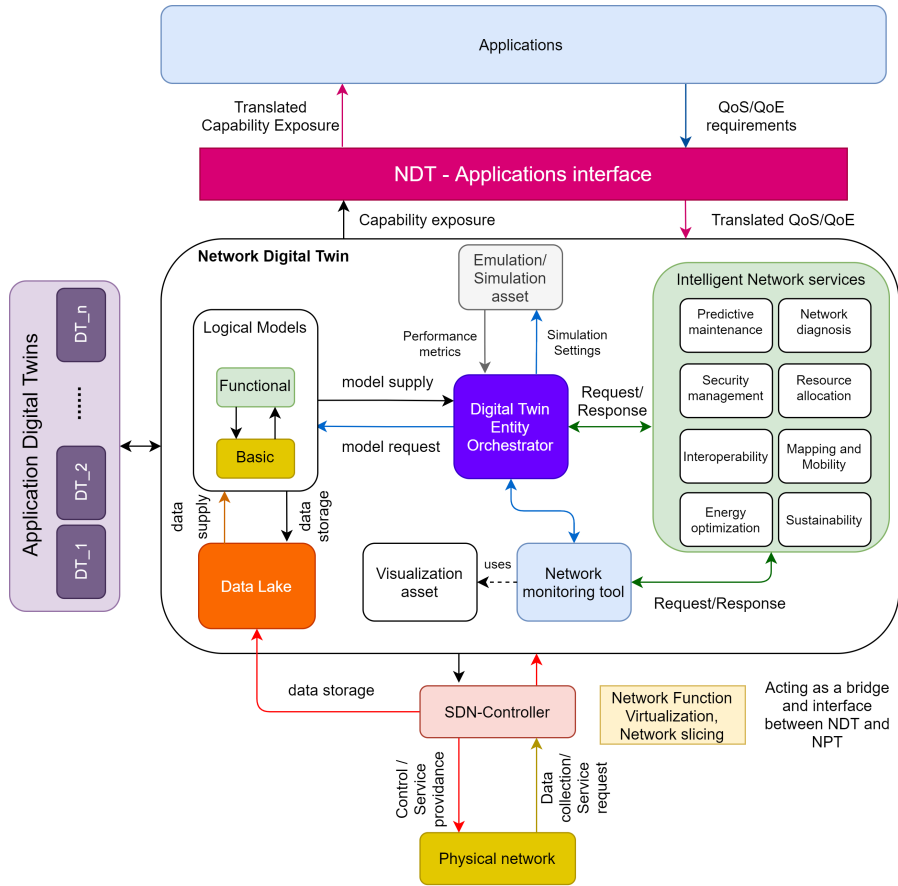 Applications
Translated
Capability Exposure
QoS/QoE
requirements
NDT - Applications interface
Capability exposure
Translated QoS/QoE
Network Digital Twin
Emulation/
Simulation
asset
Intelligent Network services
Predictive
maintenance
Network
diagnosis
Security
management
Resource
allocation
Interoperability
Mapping and
Mobility
Energy
optimization
Sustainability
Logical Models
Functional
Basic
Performance
metrics
Simulation
Settings
model supply
model request
Digital Twin
Entity
Orchestrator
Request/
Response
Application Digital Twins
DT_n
......
DT_2
DT_1
data
supply
data
storage
Data Lake
Visualization
asset
uses
Network
monitoring tool
Request/Response
data storage
SDN-Controller
Network Function
Virtualization,
Network slicing
Acting as a bridge
and interface
between NDT and
NPT
Control /
Service
providance
Data
collection/
Service
request
Physical network